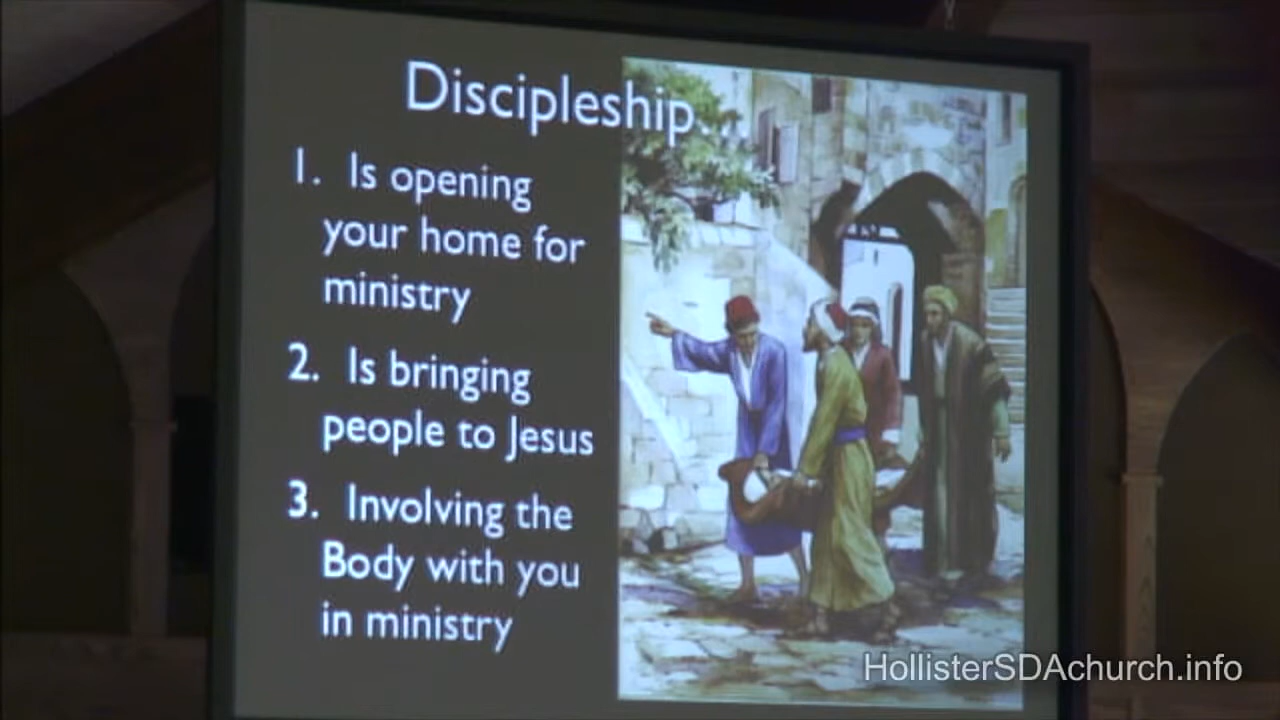 Discipleship
1. Is opening
your home for
ministry
2. Is bringing
people to Jesus
3. Involving the
Body with you
in ministry
HollisterSDAchurch.info